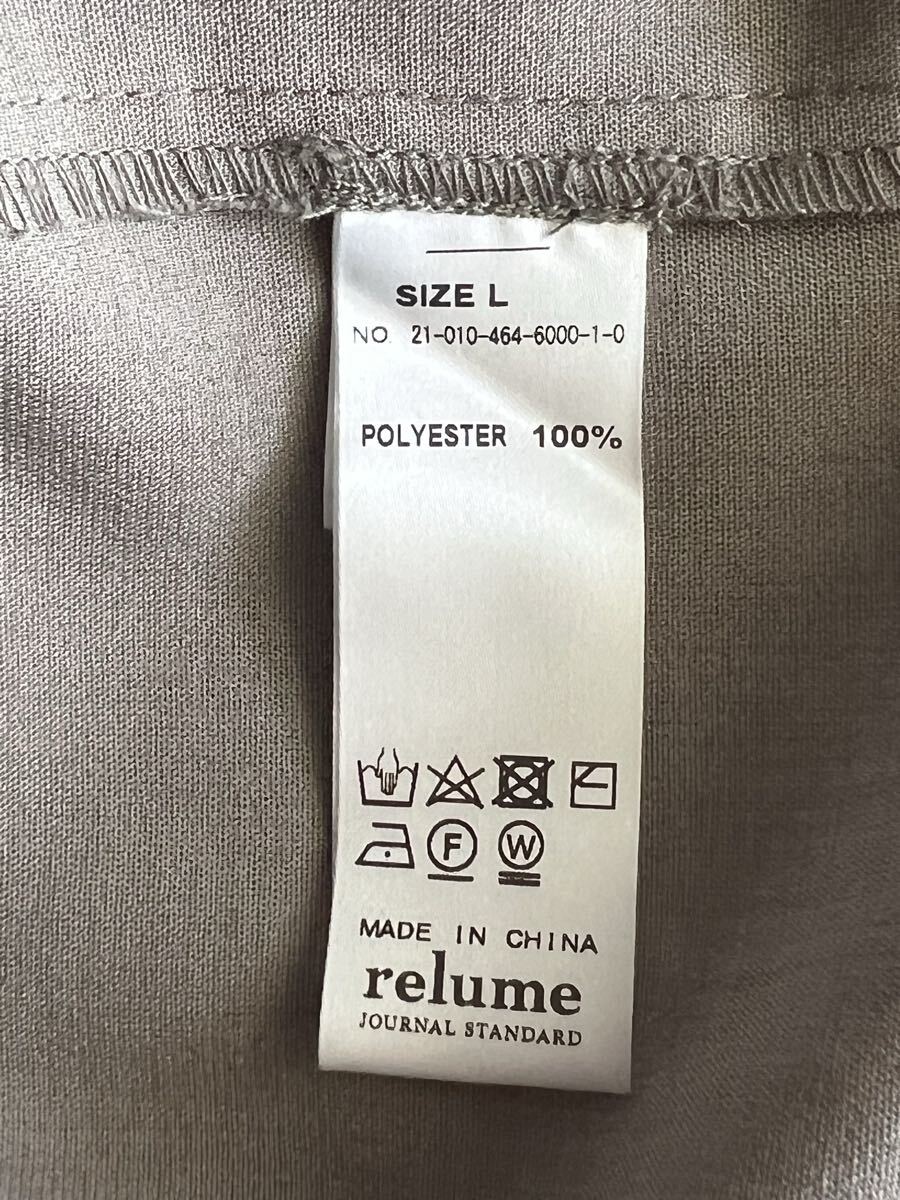 SIZE L
NO. 21-010-464-6000-1-0
POLYESTER 100%
F W
MADE IN CHINA
relume
JOURNAL STANDARD